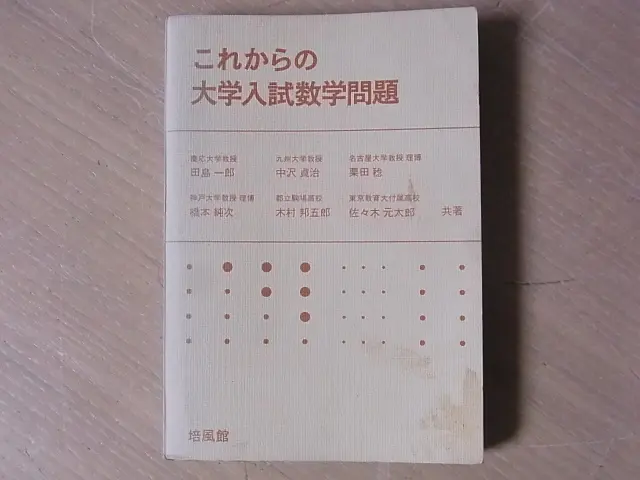 これからの
大学入試数学問題
慶応大学教授 九州大学教授 名古屋大学教授 理博
田島 一郎 中沢 貞治 栗田 稔
神戸大学教授 理博 都立駒場高校 東京教育大付属高校
橋本 純次 木村 邦五郎 佐々木 元太郎 共著
培風館